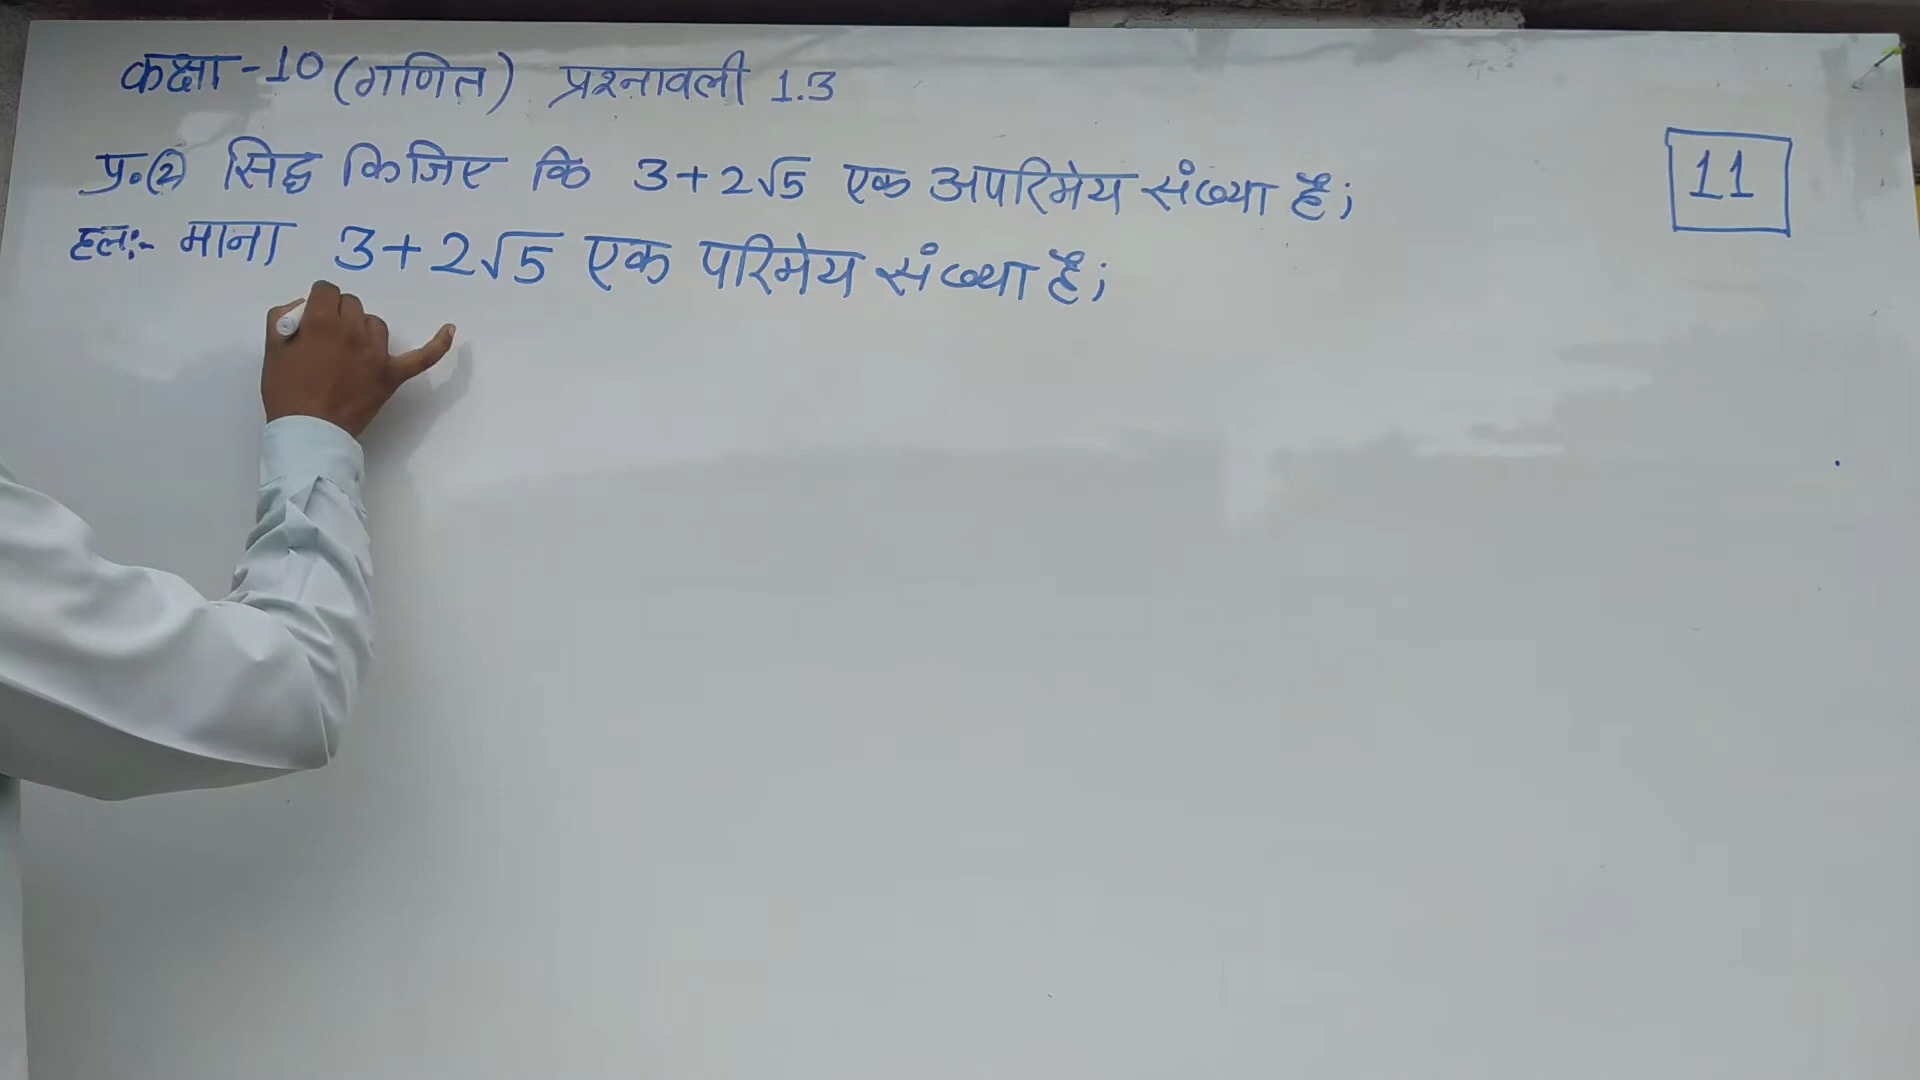 कक्षा - 10 (गणित) प्रश्नावली 1.3
प्र.(2) सिद्ध किजिए कि 3+2√5 एक अपरिमेय संख्या है;
11
हल:- माना 3+2√5 एक परिमेय संख्या है;